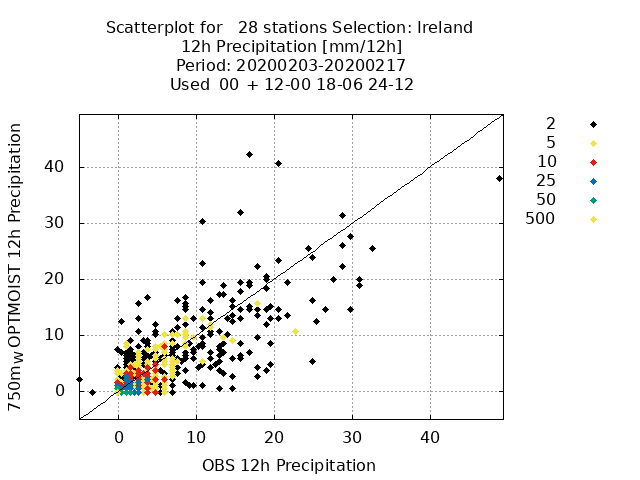 Scatterplot for   28 stations Selection: Ireland
12h Precipitation [mm/12h]
Period: 20200203-20200217
Used  00 + 12-00 18-06 24-12
2
5
10
25
50
500
750mW OPTMOIST 12h Precipitation
40
30
20
10
0
0 10 20 30 40
OBS 12h Precipitation